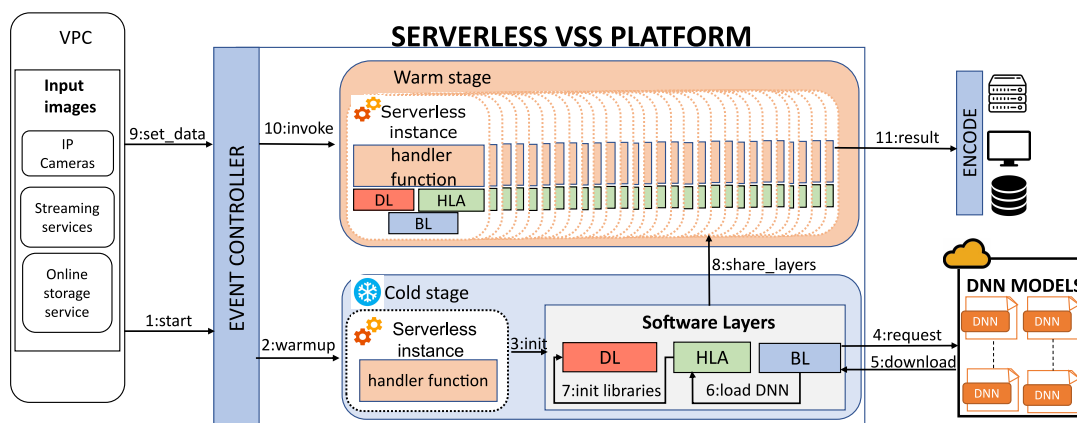 SERVERLESS VSS PLATFORM
VPC
Input
images
IP
Cameras
Streaming
services
Online
storage
service
9:set_data
1:start
EVENT CONTROLLER
10:invoke
2:warmup
Warm stage
Serverless
instance
handler
function
DL
HLA
BL
11:result
ENCODE
8:share_layers
Cold stage
Serverless
instance
handler function
3:init
Software Layers
DL
HLA
BL
7:init libraries
6:load DNN
4:request
5:download
DNN MODELS
DNN
DNN
DNN
DNN